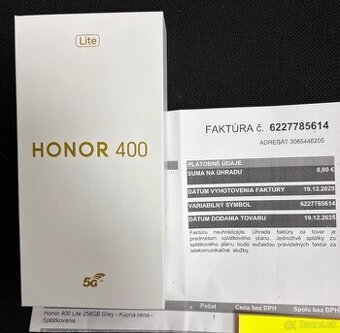 Lite
HONOR 400
5G
FAKTÚRA č. 6227785614
ADRESÁT 3065446205
PLATOBNÉ ÚDAJE
SUMA NA ÚHRADU 0,00 €
DÁTUM VYHOTOVENIA FAKTÚRY 19.12.2025
VARIABILNÝ SYMBOL 6227785614
DÁTUM DODANIA TOVARU 19.12.2025
Faktúru neuhrádzajte. Úhrada faktúry za tovar je
predmetom splátkového plánu. Jednotlivé splátky zo
splátkového plánu budú súčasťou pravidelných faktúr za
telekomunikačné služby.
Počet Cena bez DPH Spolu bez DPH
Honor 400 Lite 256GB Grey - Kúpna cena - 1
Splátkovanie
Bazos.sk